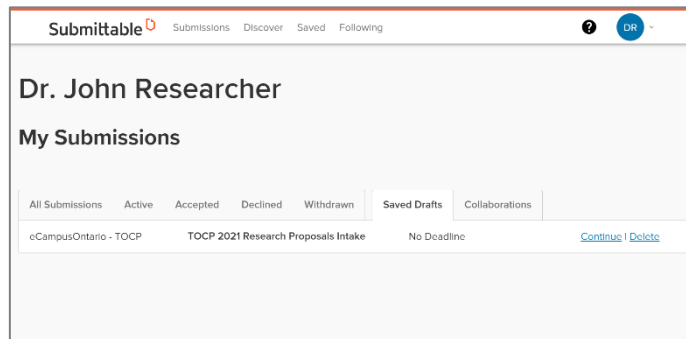 Submittable Submissions Discover Saved Following ? DR
Dr. John Researcher
My Submissions
All Submissions Active Accepted Declined Withdrawn Saved Drafts Collaborations
eCampusOntario - TOCP TOCP 2021 Research Proposals Intake No Deadline Continue | Delete